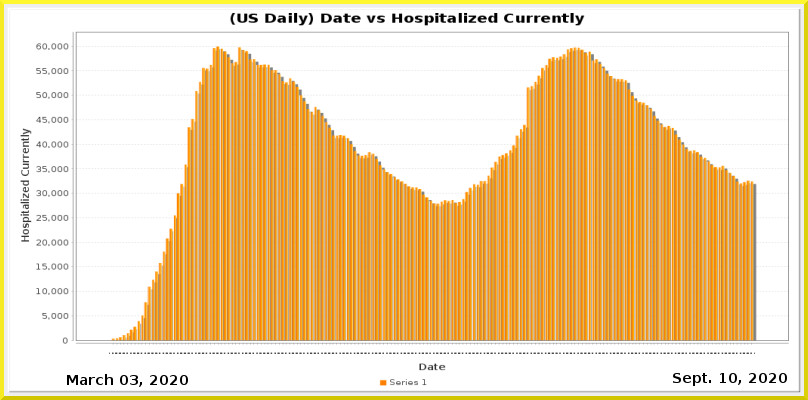 (US Daily) Date vs Hospitalized Currently
Hospitalized Currently
60,000
55,000
50,000
45,000
40,000
35,000
30,000
25,000
20,000
15,000
10,000
5,000
0
Date
March 03, 2020
Sept. 10, 2020
Series 1